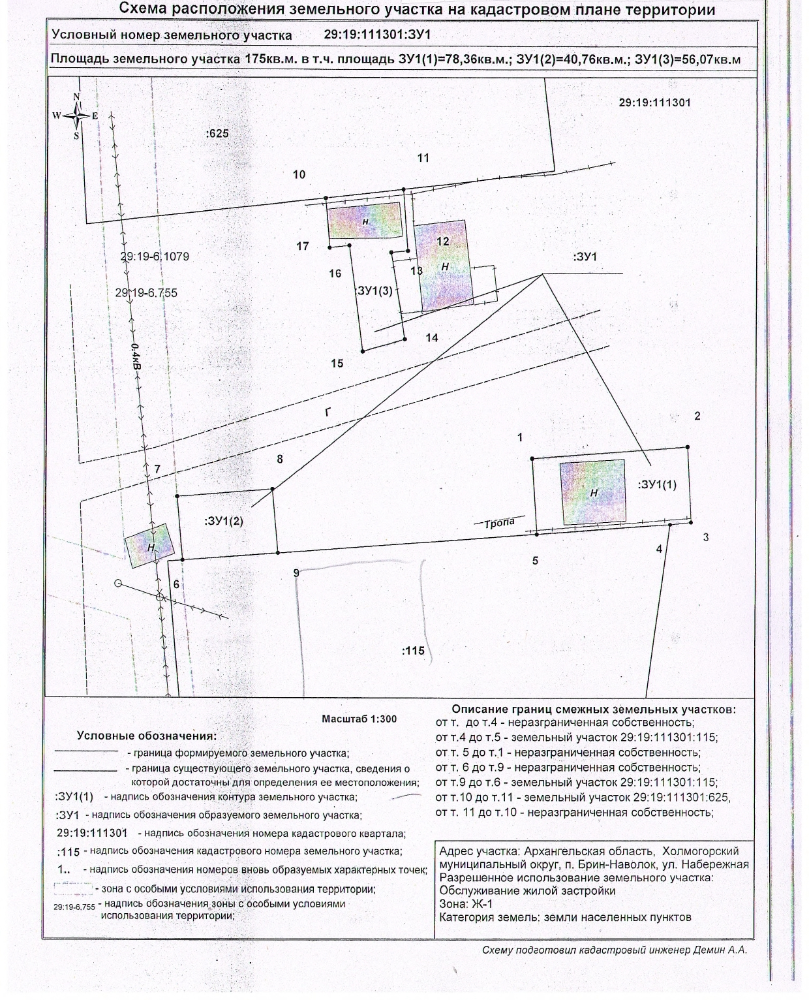 Схема расположения земельного участка на кадастровом плане территории
Условный номер земельного участка 29:19:111301:ЗУ1
Площадь земельного участка 175кв.м. в т.ч. площадь ЗУ1(1)=78,36кв.м.; ЗУ1(2)=40,76кв.м.; ЗУ1(3)=56,07кв.м
N
W E
S
29:19:111301
:625
11
10
н
17
12
29:19-6.1079
:ЗУ1
16
13
Н
:ЗУ1(3)
29:19-6.755
14
0.4кВ
15
Г
2
1
8
7
:ЗУ1(1)
Н
:ЗУ1(2)
Тропа
3
Н
4
5
9
6
:115
Масштаб 1:300
Условные обозначения:
- граница формируемого земельного участка;
- граница существующего земельного участка, сведения о
которой достаточны для определения ее местоположения;
:ЗУ1(1) - надпись обозначения контура земельного участка;
:ЗУ1 - надпись обозначения образуемого земельного участка;
29:19:111301 - надпись обозначения номера кадастрового квартала;
:115 - надпись обозначения кадастрового номера земельного участка;
1.. - надпись обозначения номеров вновь образуемых характерных точек;
- зона с особыми усслoвиями использования территории;
29:19-6,755 - надпись обозначения зоны с особыми условиями
использования территории;
Описание границ смежных земельных участков:
от т. до т.4 - неразграниченная собственность;
от т.4 до т.5 - земельный участок 29:19:111301:115;
от т. 5 до т.1 - неразграниченная собственность;
от т. 6 до т.9 - неразграниченная собственность;
от т.9 до т.6 - земельный участок 29:19:111301:115;
от т.10 до т.11 - земельный участок 29:19:111301:625,
от т. 11 до т.10 - неразграниченная собственность;
Адрес участка: Архангельская область, Холмогорский
муниципальный округ, п. Брин-Наволок, ул. Набережная
Разрешенное использование земельного участка:
Обслуживание жилой застройки
Зона: Ж-1
Категория земель: земли населенных пунктов
Схему подготовил кадастровый инженер Демин А.А.